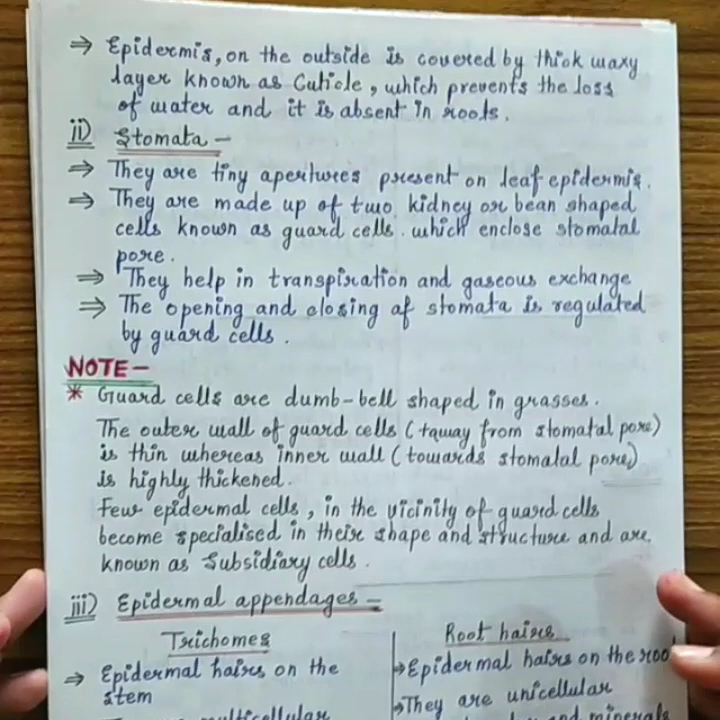 ⇒ Epidermis, on the outside is covered by thick waxy
layer known as Cuticle, which prevents the loss
of water and it is absent in roots.
ii) Stomata -
⇒ They are tiny apertures present on leaf epidermis.
⇒ They are made up of two kidney or bean shaped
cells known as guard cells. which enclose stomatal
pore.
⇒ They help in transpiration and gaseous exchange
⇒ The opening and closing of stomata is regulated
by guard cells.
NOTE-
* Guard cells are dumb-bell shaped in grasses.
The outer wall of guard cells (away from stomatal pore)
is thin whereas inner wall (towards stomatal pore)
is highly thickened.
Few epidermal cells, in the vicinity of guard cells
become specialised in their shape and structure and are
known as Subsidiary cells.
iii) Epidermal appendages -
Trichomes
⇒ Epidermal hairs on the
stem
multicellular
Root hairs
→ Epidermal hairs on the root
→ They are unicellular
and minerals